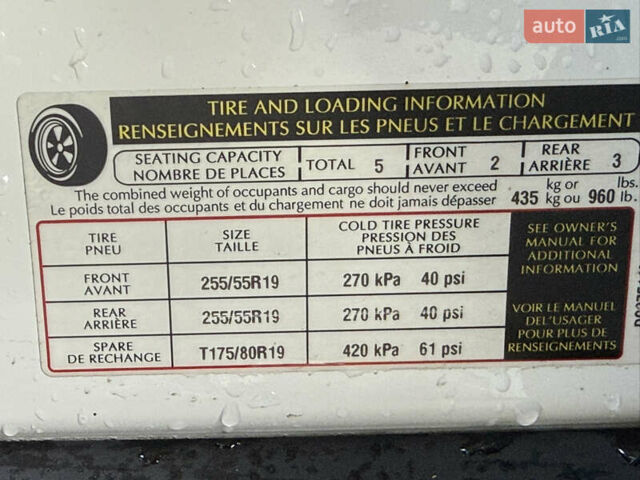 auto RIA .com
TIRE AND LOADING INFORMATION
RENSEIGNEMENTS SUR LES PNEUS ET LE CHARGEMENT
SEATING CAPACITY
NOMBRE DE PLACES
TOTAL 5
FRONT
AVANT 2
REAR
ARRIÈRE 3
The combined weight of occupants and cargo should never exceed
Le poids total des occupants et du chargement ne doit jamais dépasser
435 kg or
kg ou
960 lbs.
lb.
TIRE
PNEU
SIZE
TAILLE
COLD TIRE PRESSURE
PRESSION DES
PNEUS À FROID
SEE OWNER'S
MANUAL FOR
ADDITIONAL
INFORMATION
FRONT
AVANT
255/55R19
270 kPa 40 psi
REAR
ARRIÈRE
255/55R19
270 kPa 40 psi
SPARE
DE RECHANGE
T175/80R19
420 kPa 61 psi
VOIR LE MANUEL
DEL'USAGER
POUR PLUS DE
RENSEIGNEMENTS